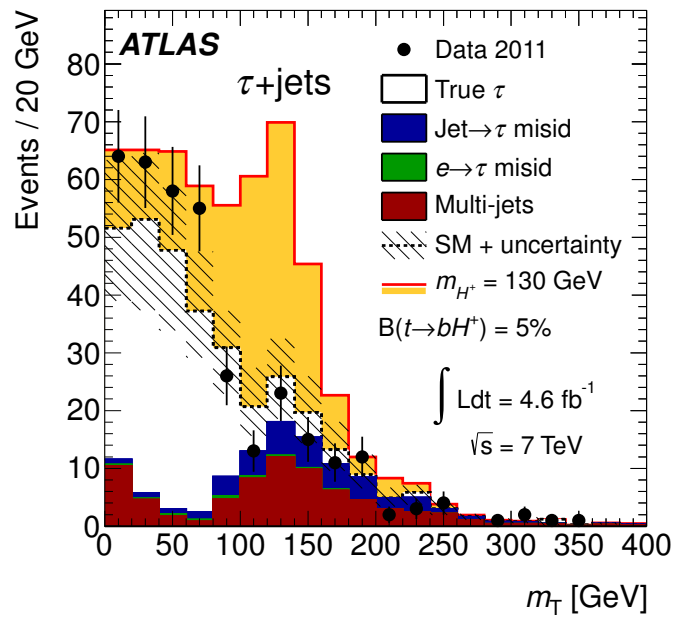 ATLAS
τ+jets
Data 2011
True τ
Jet→τ misid
e→τ misid
Multi-jets
SM + uncertainty
m_H⁺ = 130 GeV
B(t→bH⁺) = 5%
∫ Ldt = 4.6 fb⁻¹
√s = 7 TeV
Events / 20 GeV
80
70
60
50
40
30
20
10
0
0 50 100 150 200 250 300 350 400
m_T [GeV]